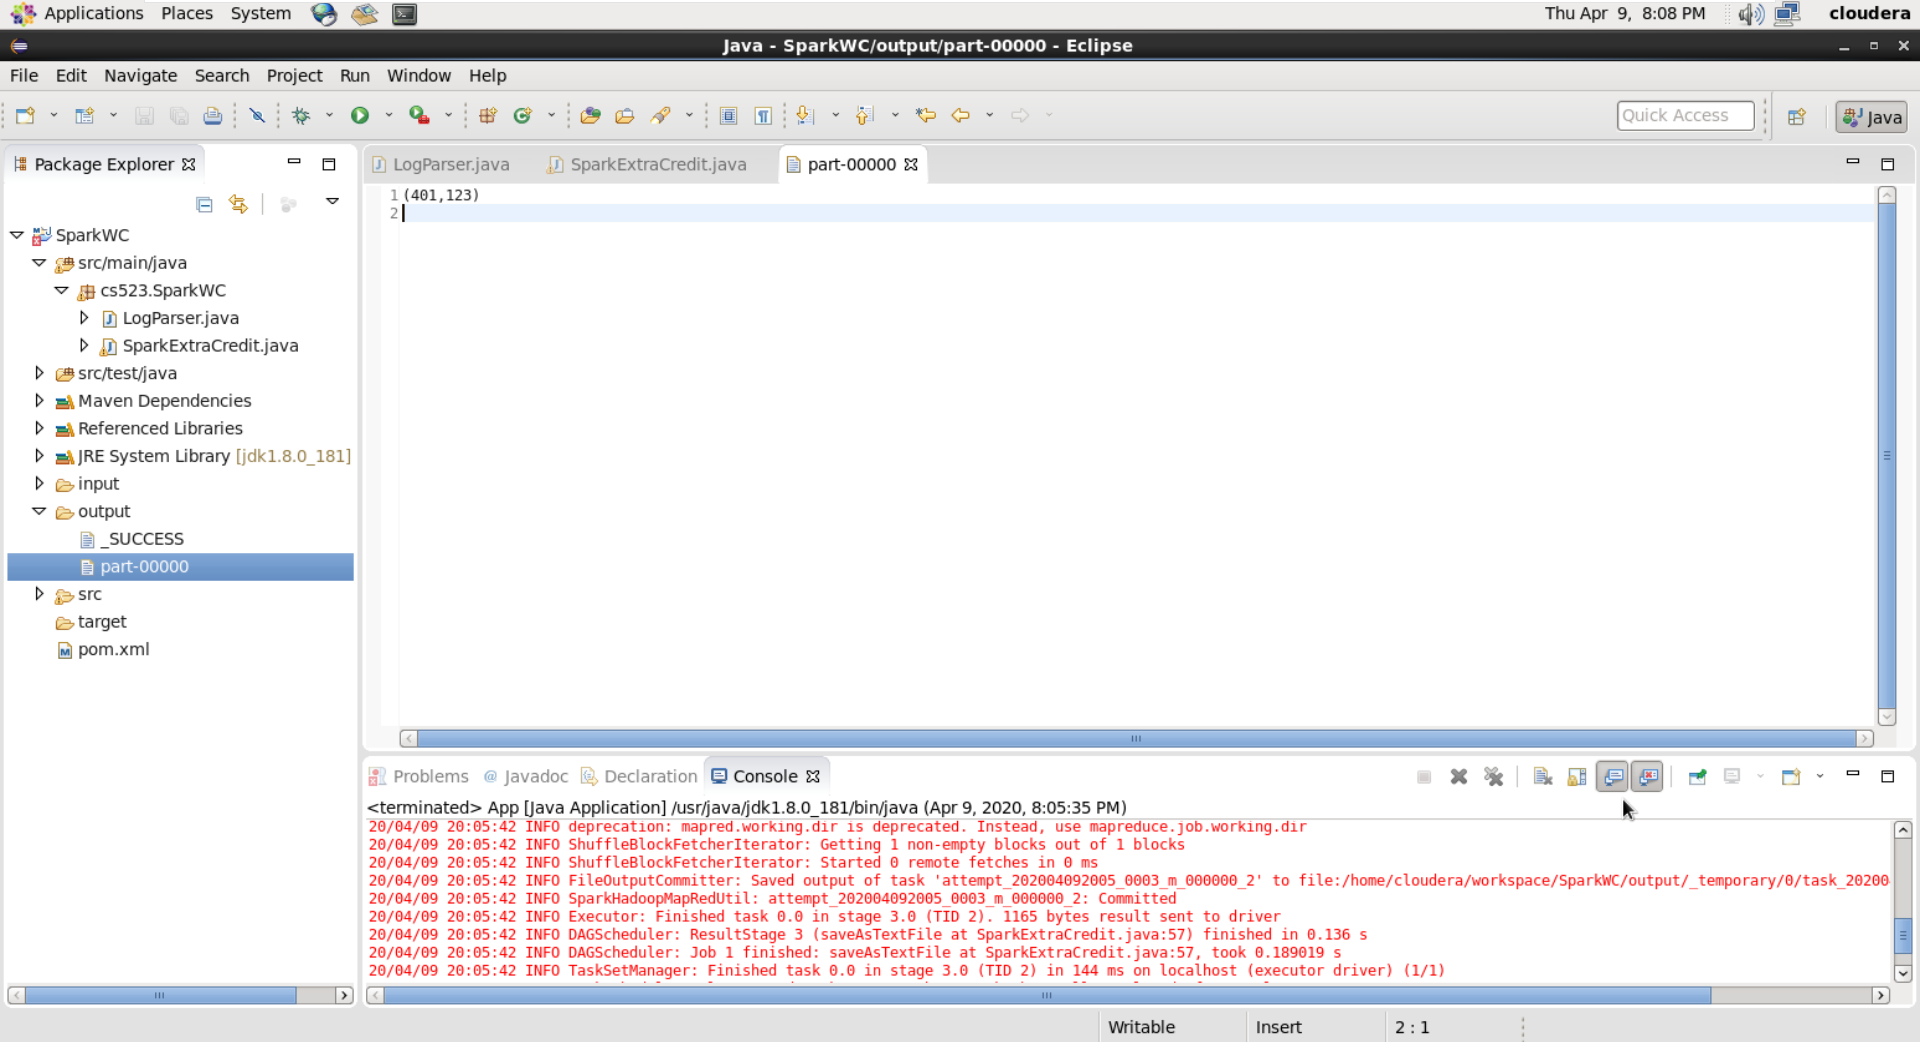 Applications Places System Thu Apr 9, 8:08 PM cloudera
Java - SparkWC/output/part-00000 - Eclipse
File Edit Navigate Search Project Run Window Help
Quick Access Java
Package Explorer
SparkWC
src/main/java
cs523.SparkWC
LogParser.java
SparkExtraCredit.java
src/test/java
Maven Dependencies
Referenced Libraries
JRE System Library [jdk1.8.0_181]
input
output
_SUCCESS
part-00000
src
target
pom.xml
LogParser.java SparkExtraCredit.java part-00000
1 (401,123)
2
Problems @ Javadoc Declaration Console
<terminated> App [Java Application] /usr/java/jdk1.8.0_181/bin/java (Apr 9, 2020, 8:05:35 PM)
20/04/09 20:05:42 INFO deprecation: mapred.working.dir is deprecated. Instead, use mapreduce.job.working.dir
20/04/09 20:05:42 INFO ShuffleBlockFetcherIterator: Getting 1 non-empty blocks out of 1 blocks
20/04/09 20:05:42 INFO ShuffleBlockFetcherIterator: Started 0 remote fetches in 0 ms
20/04/09 20:05:42 INFO FileOutputCommitter: Saved output of task 'attempt_202004092005_0003_m_000000_2' to file:/home/cloudera/workspace/SparkWC/output/_temporary/0/task_20200
20/04/09 20:05:42 INFO SparkHadoopMapRedUtil: attempt_202004092005_0003_m_000000_2: Committed
20/04/09 20:05:42 INFO Executor: Finished task 0.0 in stage 3.0 (TID 2). 1165 bytes result sent to driver
20/04/09 20:05:42 INFO DAGScheduler: ResultStage 3 (saveAsTextFile at SparkExtraCredit.java:57) finished in 0.136 s
20/04/09 20:05:42 INFO DAGScheduler: Job 1 finished: saveAsTextFile at SparkExtraCredit.java:57, took 0.189019 s
20/04/09 20:05:42 INFO TaskSetManager: Finished task 0.0 in stage 3.0 (TID 2) in 144 ms on localhost (executor driver) (1/1)
Writable Insert 2 : 1